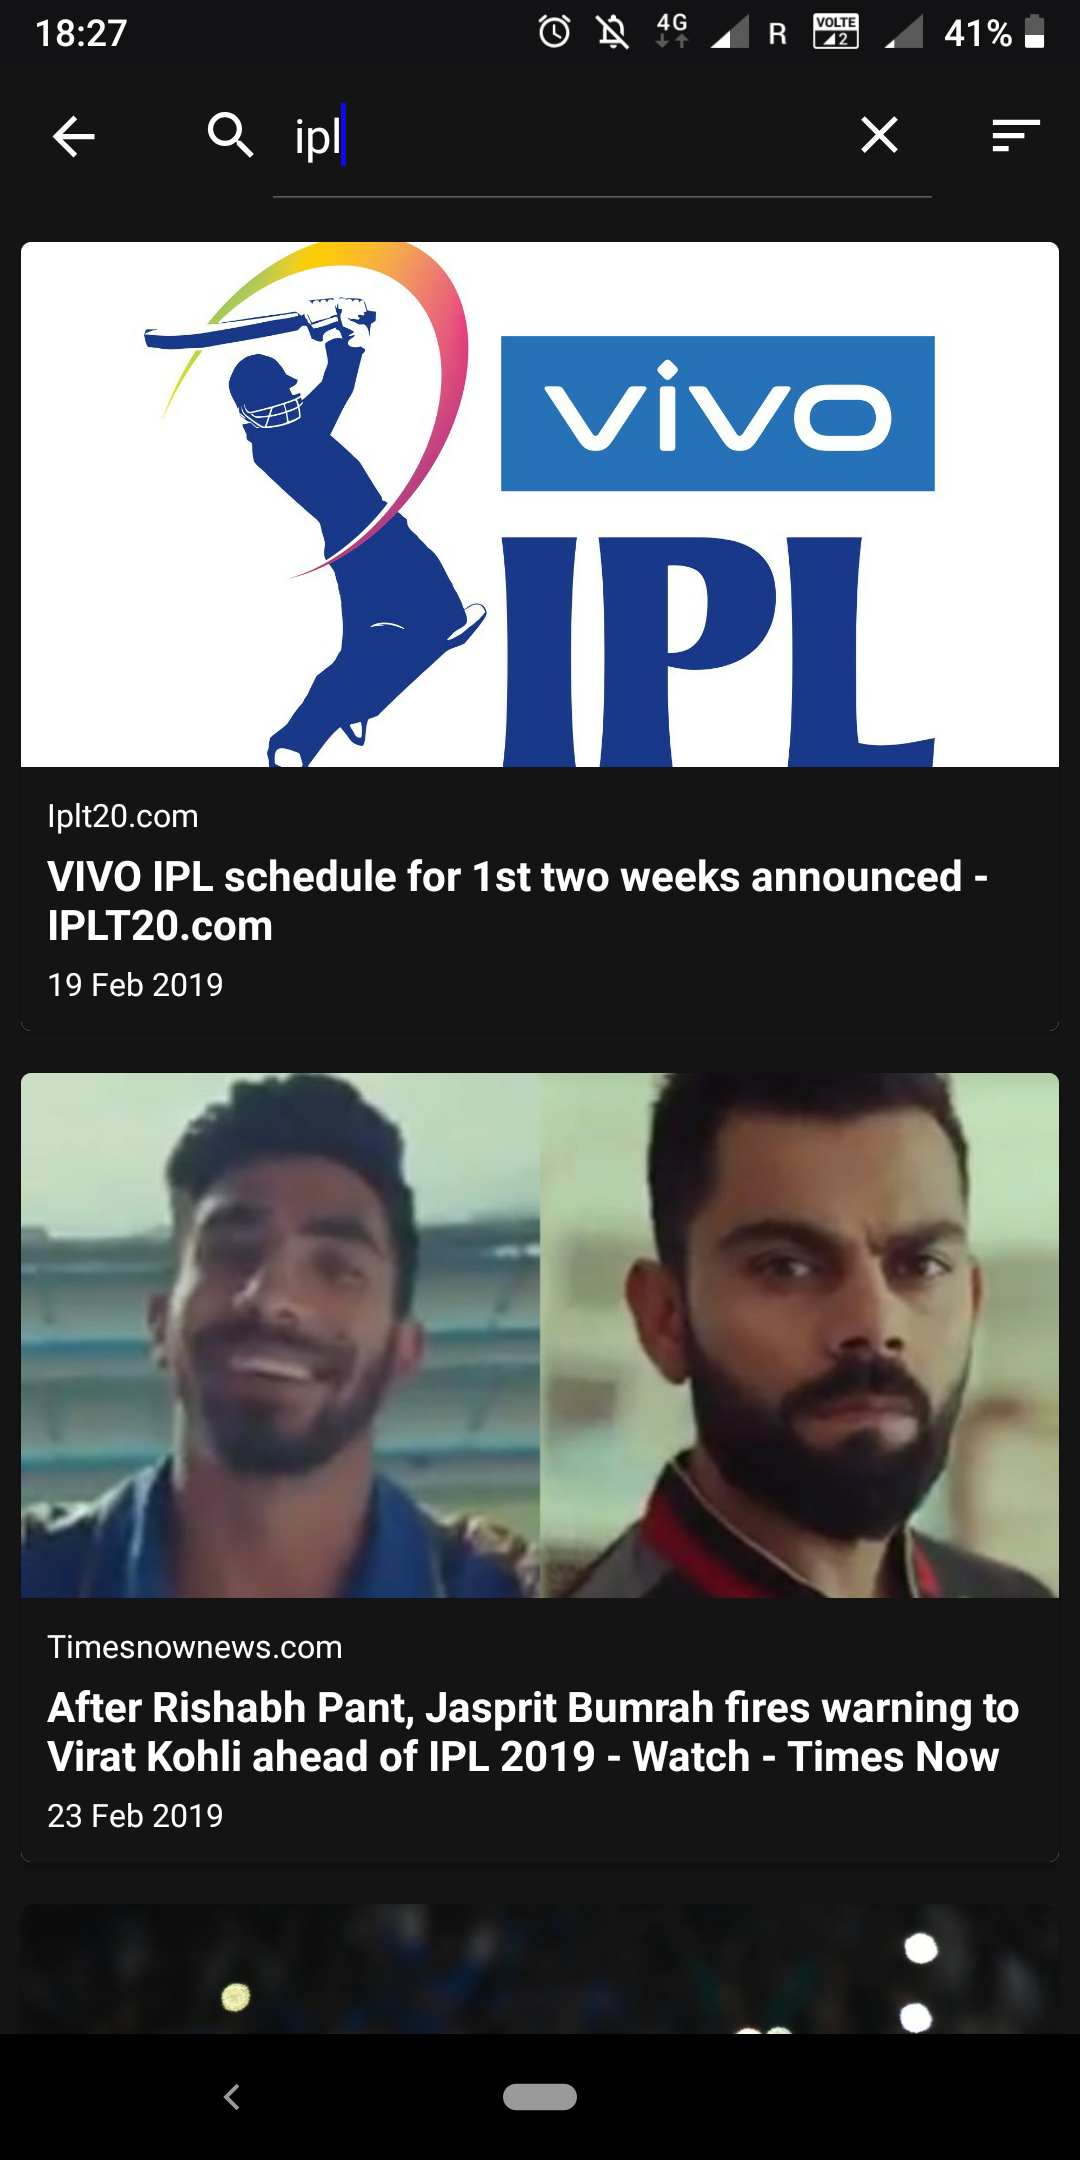 18:27 4G R VOLTE 2 41%
ipl
vivo
IPL
Iplt20.com
VIVO IPL schedule for 1st two weeks announced -
IPLT20.com
19 Feb 2019
Timesnownews.com
After Rishabh Pant, Jasprit Bumrah fires warning to
Virat Kohli ahead of IPL 2019 - Watch - Times Now
23 Feb 2019